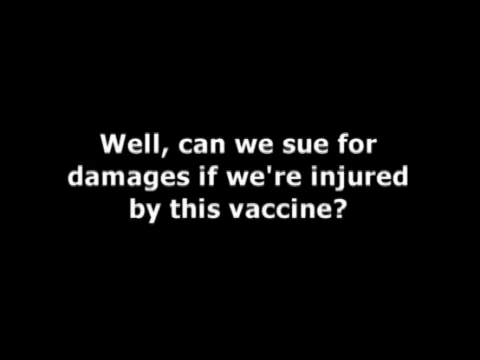 Well, can we sue for
damages if we're injured
by this vaccine?